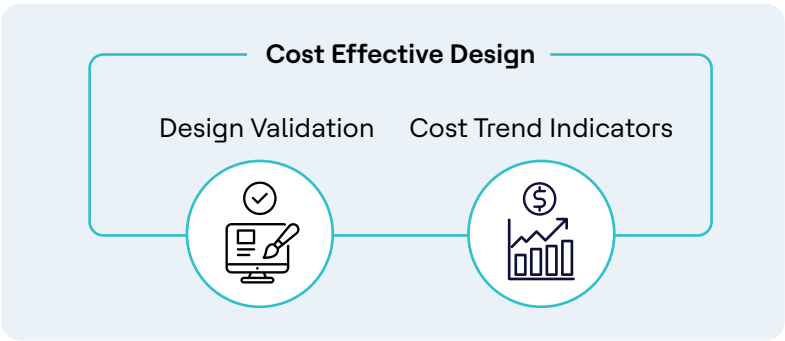 Cost Effective Design
Design Validation
Cost Trend Indicators
$